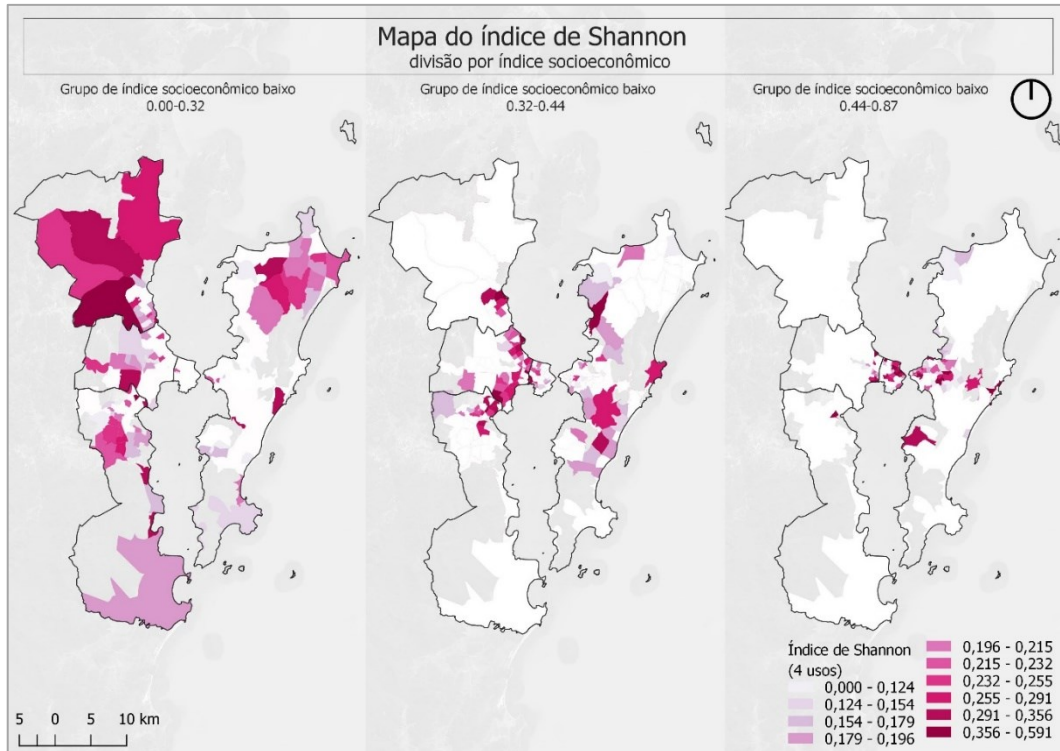 Mapa do índice de Shannon
divisão por índice socioeconômico
Grupo de índice socioeconômico baixo
0.00-0.32
Grupo de índice socioeconômico baixo
0.32-0.44
Grupo de índice socioeconômico baixo
0.44-0.87
Índice de Shannon
(4 usos)
0,000 - 0,124
0,124 - 0,154
0,154 - 0,179
0,179 - 0,196
0,196 - 0,215
0,215 - 0,232
0,232 - 0,255
0,255 - 0,291
0,291 - 0,356
0,356 - 0,591
5 0 5 10 km